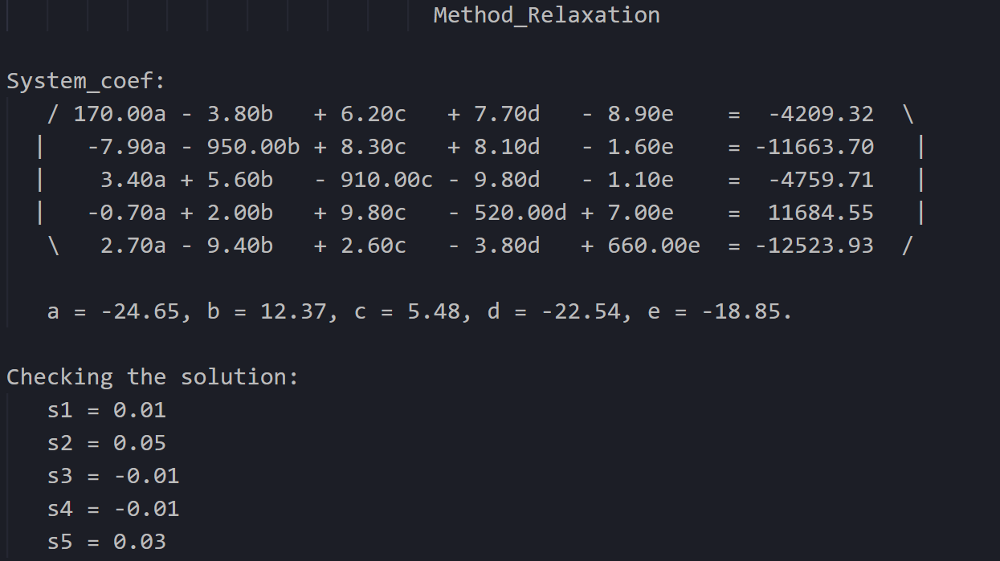 Method_Relaxation
System_coef:
/ 170.00a - 3.80b + 6.20c + 7.70d - 8.90e = -4209.32 \
| -7.90a - 950.00b + 8.30c + 8.10d - 1.60e = -11663.70 |
| 3.40a + 5.60b - 910.00c - 9.80d - 1.10e = -4759.71 |
| -0.70a + 2.00b + 9.80c - 520.00d + 7.00e = 11684.55 |
\ 2.70a - 9.40b + 2.60c - 3.80d + 660.00e = -12523.93 /
a = -24.65, b = 12.37, c = 5.48, d = -22.54, e = -18.85.
Checking the solution:
s1 = 0.01
s2 = 0.05
s3 = -0.01
s4 = -0.01
s5 = 0.03